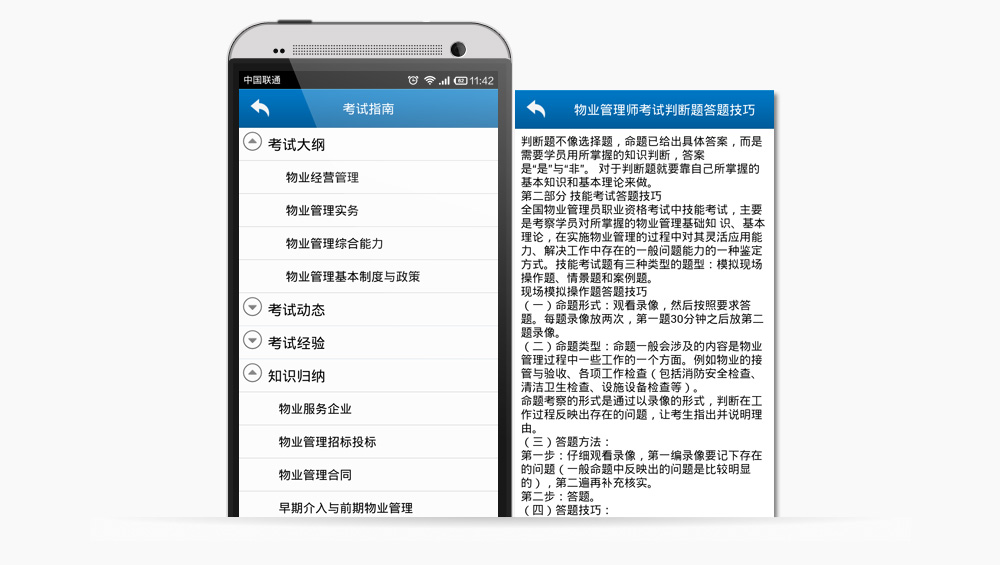 中国联通
82 11:42
考试指南
考试大纲
物业经营管理
物业管理实务
物业管理综合能力
物业管理基本制度与政策
考试动态
考试经验
知识归纳
物业服务企业
物业管理招标投标
物业管理合同
早期介入与前期物业管理
物业管理师考试判断题答题技巧
判断题不像选择题，命题已给出具体答案，而是
需要学员用所掌握的知识判断，答案
是“是”与“非”。 对于判断题就要靠自己所掌握的
基本知识和基本理论来做。
第二部分 技能考试答题技巧
全国物业管理员职业资格考试中技能考试，主要
是考察学员对所掌握的物业管理基础知 识、基本
理论，在实施物业管理的过程中对其灵活应用能
力、解决工作中存在的一般问题能力的一种鉴定
方式。技能考试题有三种类型的题型：模拟现场
操作题、情景题和案例题。
现场模拟操作题答题技巧
（一）命题形式：观看录像，然后按照要求答
题。每题录像放两次，第一题30分钟之后放第二
题录像。
（二）命题类型：命题一般会涉及的内容是物业
管理过程中一些工作的一个方面。例如物业的接
管与验收、各项工作检查（包括消防安全检查、
清洁卫生检查、设施设备检查等）。
命题考察的形式是通过以录像的形式，判断在工
作过程反映出存在的问题，让考生指出并说明理
由。
（三）答题方法：
第一步：仔细观看录像，第一编录像要记下存在
的问题（一般命题中反映出的问题是比较明显
的），第二遍再补充核实。
第二步：答题。
（四）答题技巧：